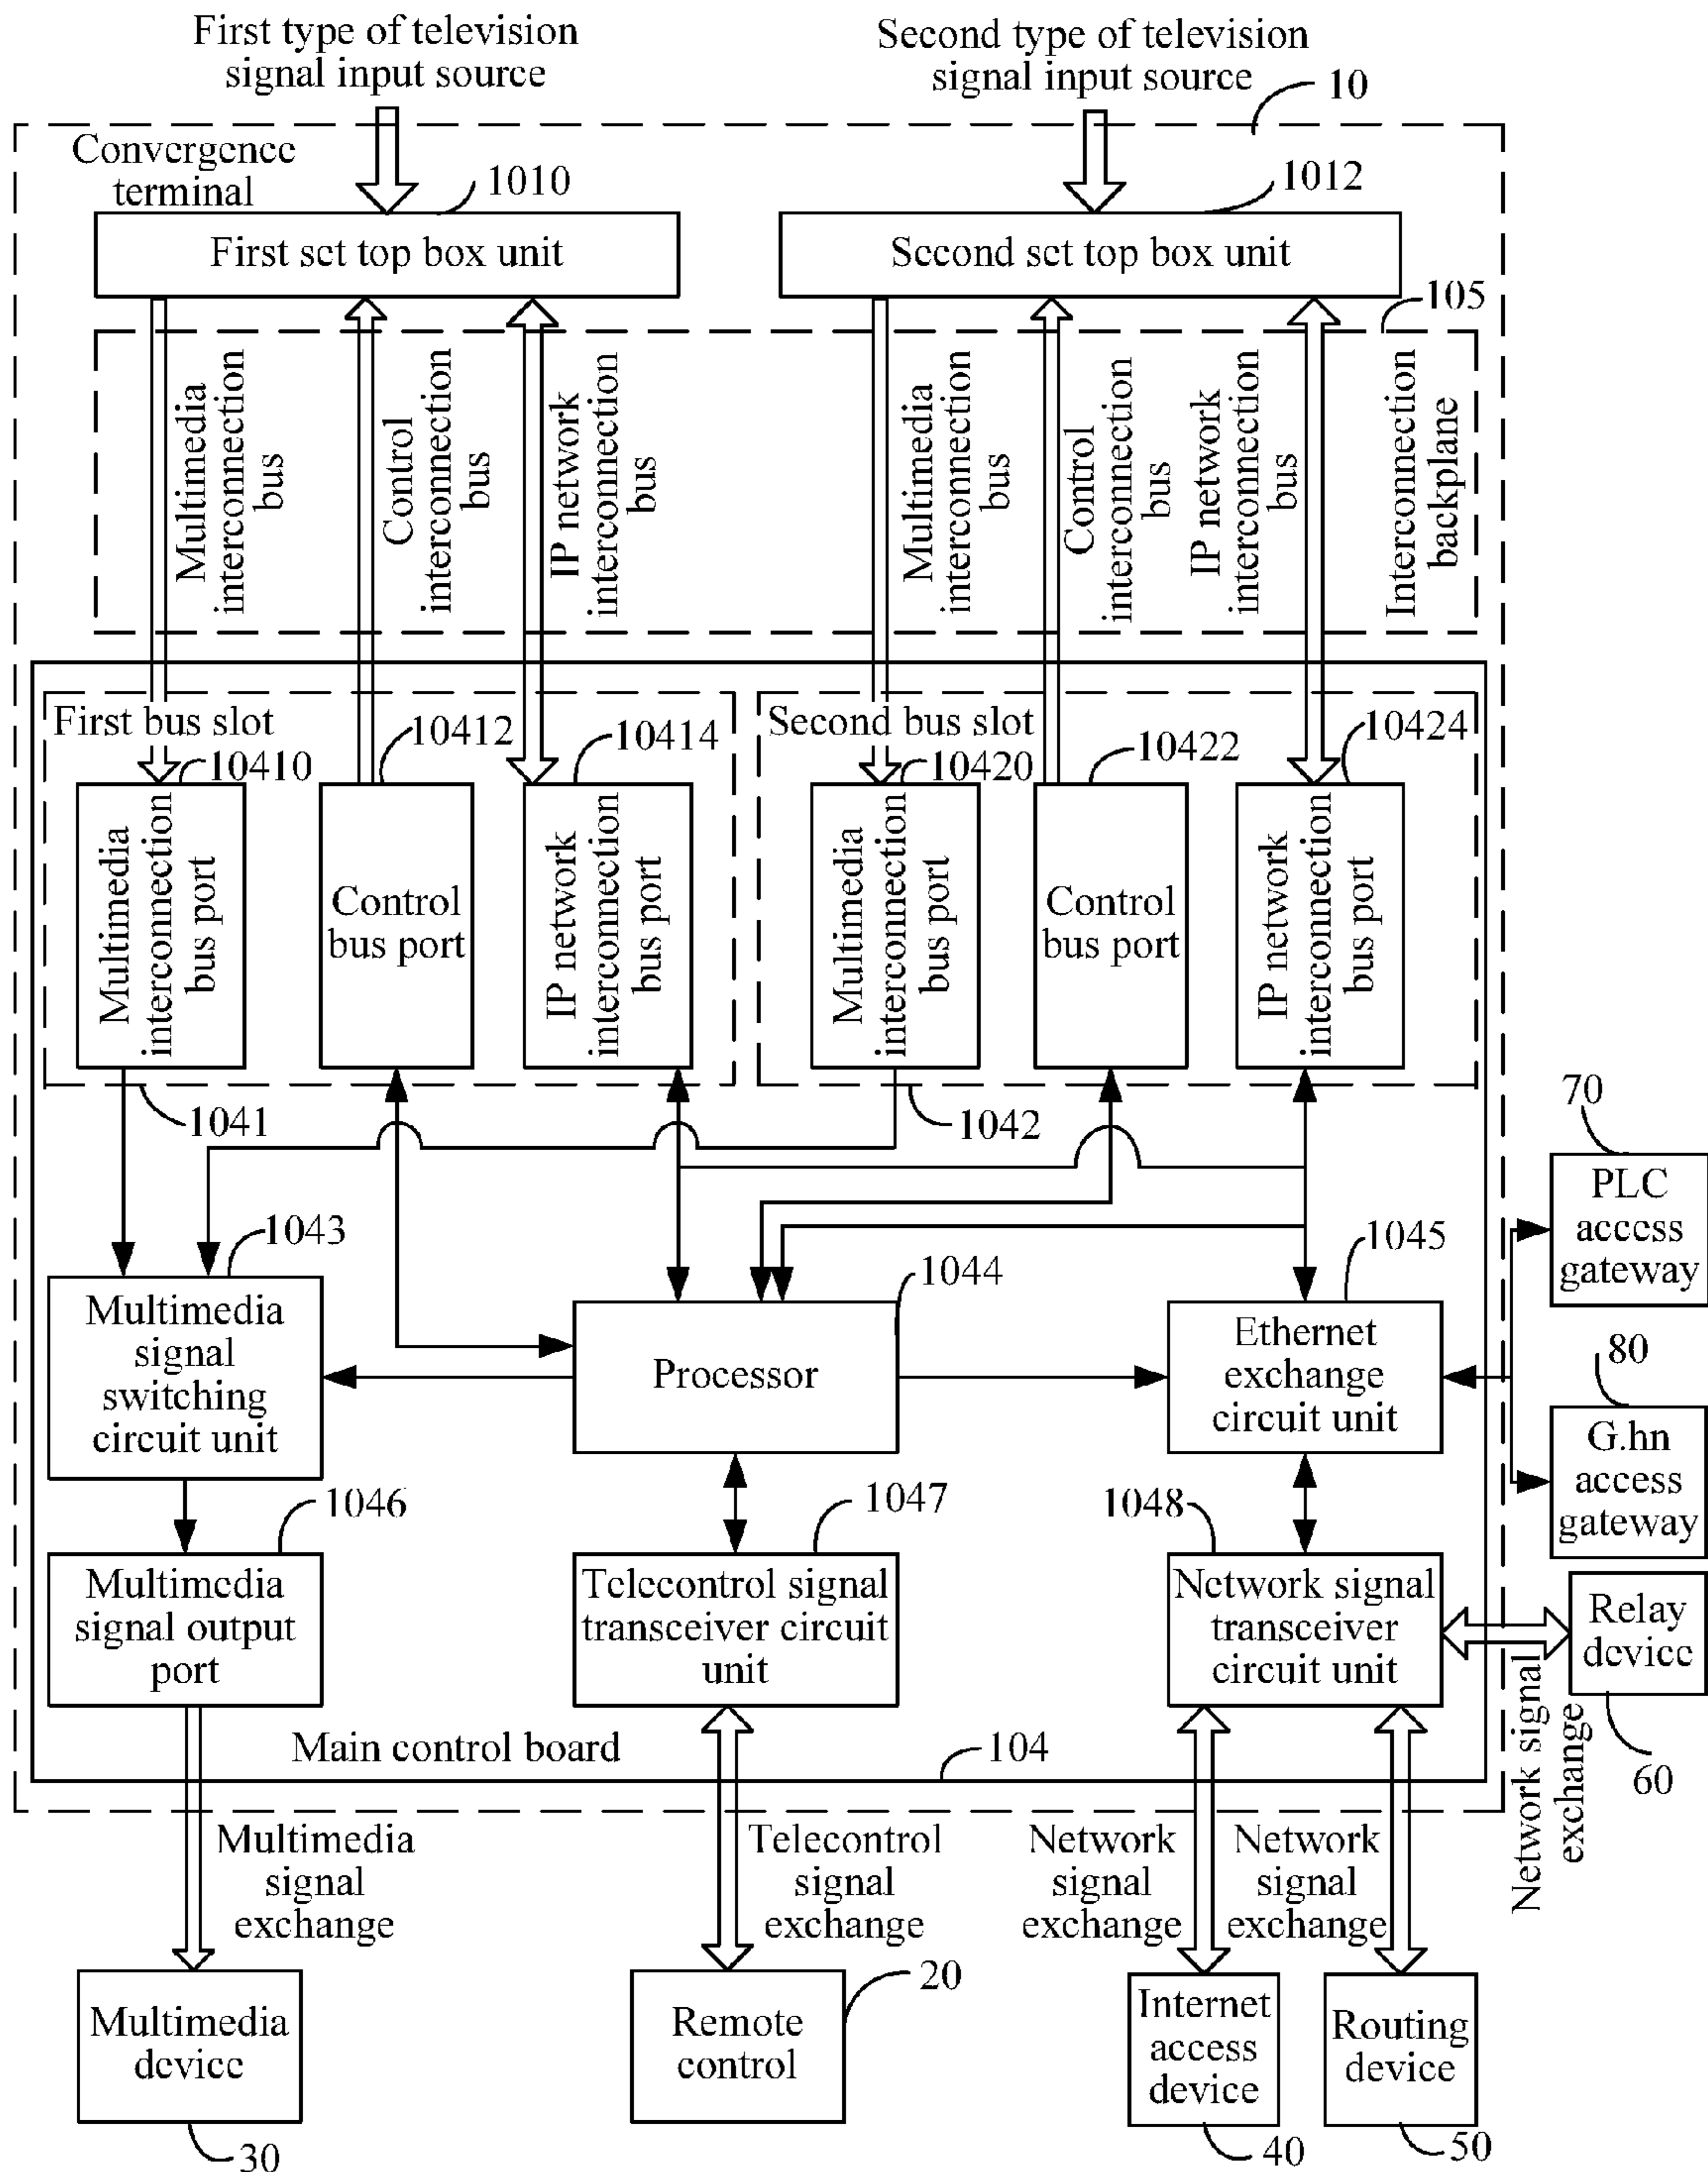 First type of television
signal input source
Second type of television
signal input source
10
Convergence
terminal
1010
1012
First set top box unit
Second set top box unit
105
Multimedia
interconnection
bus
Control
interconnection
bus
IP network
interconnection
bus
Multimedia
interconnection
bus
Control
interconnection
bus
IP network
interconnection
bus
Interconnection
backplane
First bus slot
10412
10414
10410
Second bus slot
10420
10422
10424
Multimedia
interconnection
bus port
Control
bus port
IP network
interconnection
bus port
Multimedia
interconnection
bus port
Control
bus port
IP network
interconnection
bus port
1041
1042
70
PLC
access
gateway
1043
1044
1045
Multimedia
signal
switching
circuit unit
Processor
Ethernet
exchange
circuit unit
80
G.hn
access
gateway
1046
1047
1048
Multimedia
signal output
port
Telecontrol signal
transceiver circuit
unit
Network signal
transceiver
circuit unit
Relay
device
60
Network signal
exchange
Main control board
104
Multimedia
signal
exchange
Telecontrol
signal
exchange
Network
signal
exchange
Network
signal
exchange
Multimedia
device
30
Remote
control
20
Internet
access
device
40
Routing
device
50